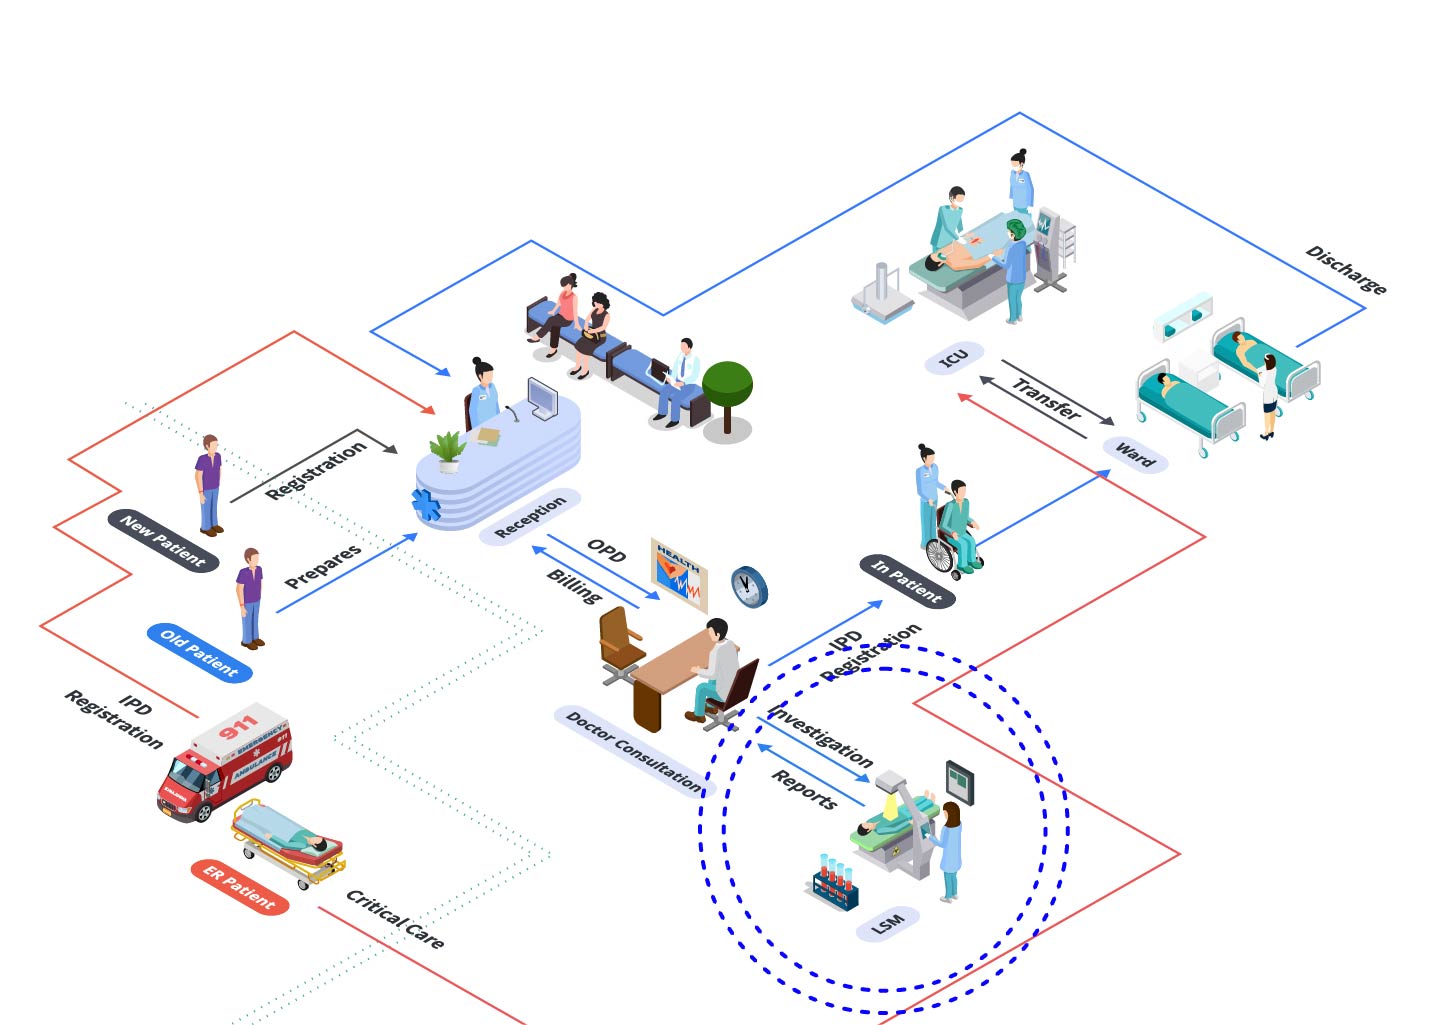 Discharge
ICU
Transfer
Ward
Registration
New Patient
Reception
Prepares
OPD
Billing
HEALTH
Old Patient
In Patient
IPD
Registration
IPD
Registration
911
EMERGENCY
911
AMBULANCE
Doctor Consultation
Investigation
Reports
ER Patient
Critical Care
LSM